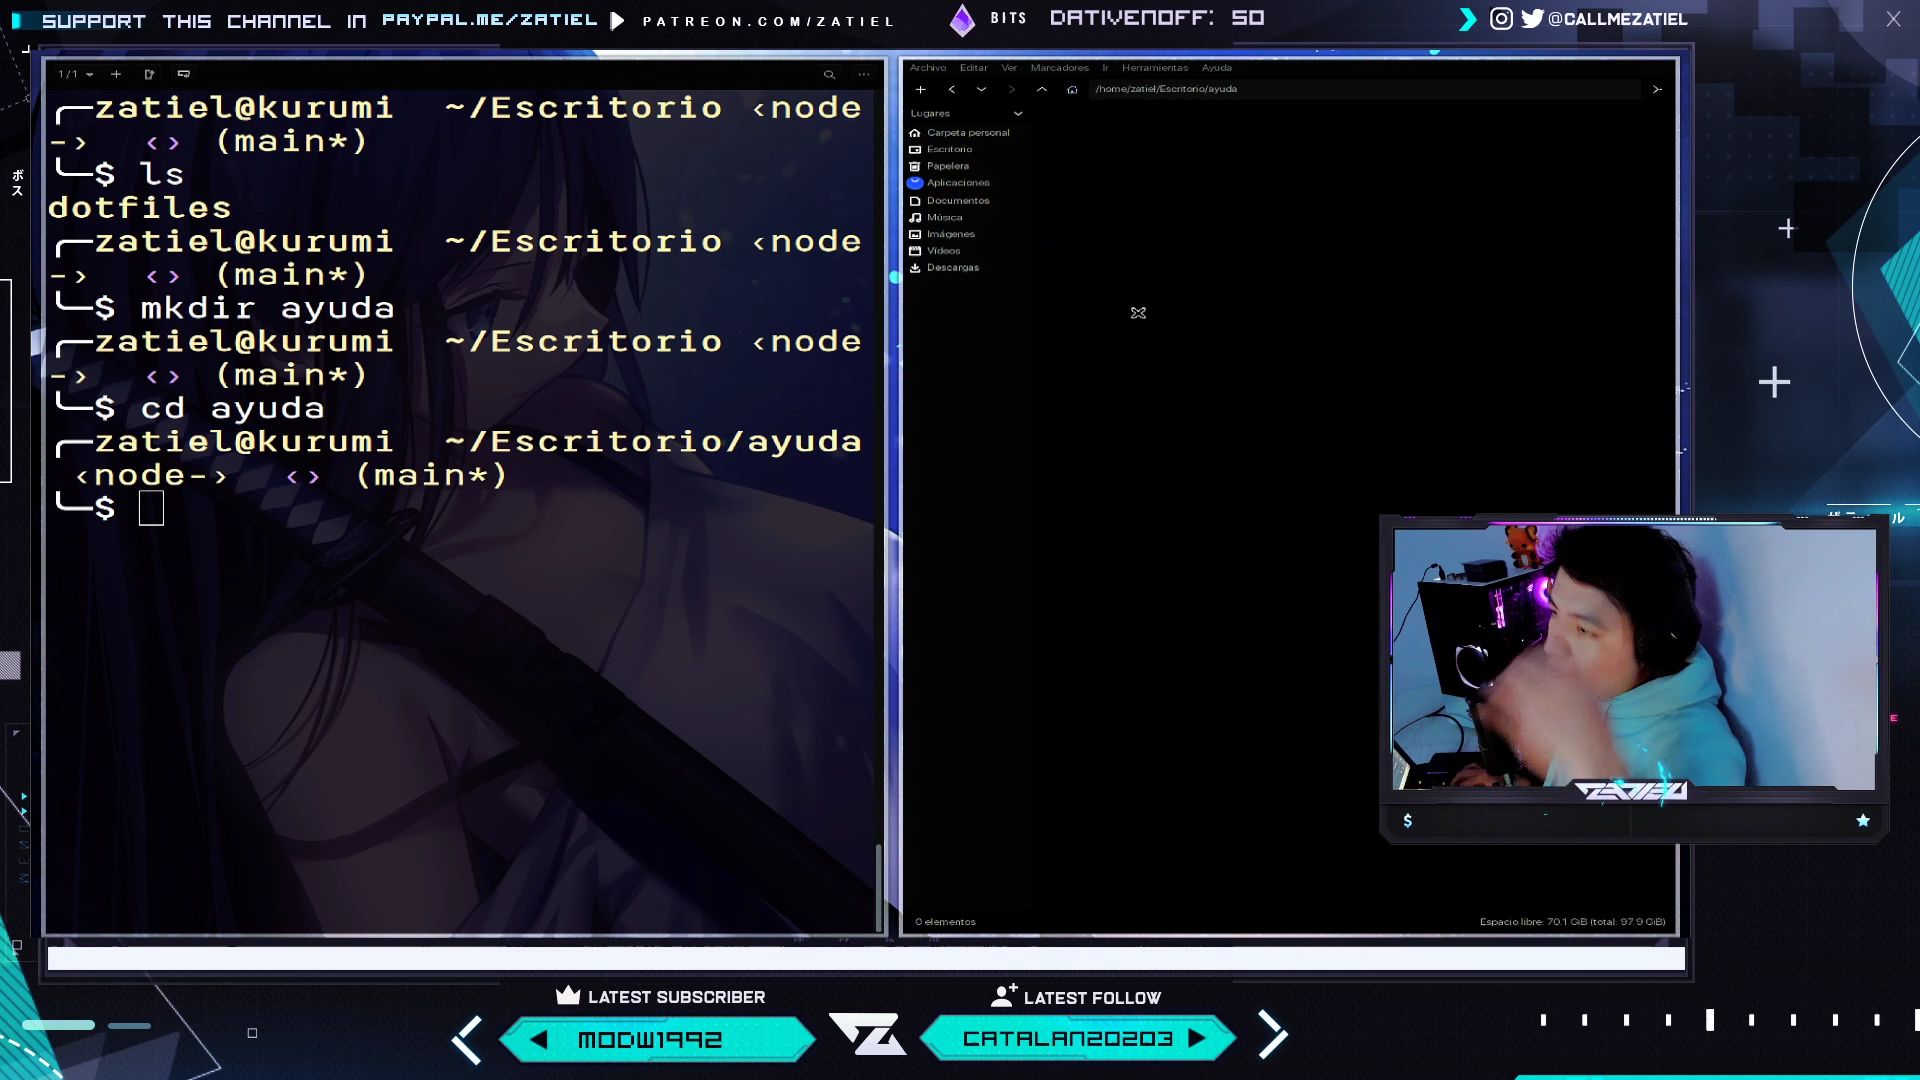 SUPPORT THIS CHANNEL IN PAYPAL.ME/ZATIEL PATREON.COM/ZATIEL
BITS DATIVENOFF: 50
@CALLMEZATIEL
1/1
╭─zatiel@kurumi ~/Escritorio ‹node
-› <> (main*)
╰─$ ls
dotfiles
╭─zatiel@kurumi ~/Escritorio ‹node
-› <> (main*)
╰─$ mkdir ayuda
╭─zatiel@kurumi ~/Escritorio ‹node
-› <> (main*)
╰─$ cd ayuda
╭─zatiel@kurumi ~/Escritorio/ayuda
‹node-› <> (main*)
╰─$
Archivo Editar Ver Marcadores Ir Herramientas Ayuda
/home/zatiel/Escritorio/ayuda
Lugares
Carpeta personal
Escritorio
Papelera
Aplicaciones
Documentos
Música
Imágenes
Vídeos
Descargas
0 elementos
Espacio libre: 70.1 GiB (total: 97.9 GiB)
ボス
ZATIEL
$
LATEST SUBSCRIBER
MODW1992
LATEST FOLLOW
CATALAN20203